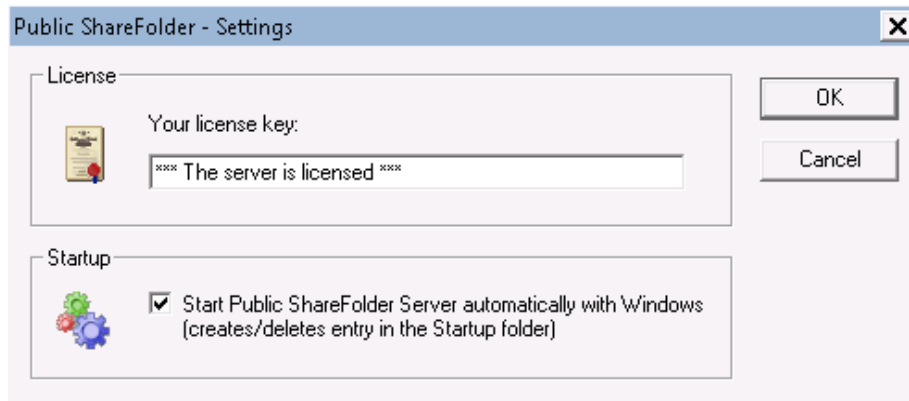 Public ShareFolder - Settings
License
Your license key:
*** The server is licensed ***
OK
Cancel
Startup
Start Public ShareFolder Server automatically with Windows
(creates/deletes entry in the Startup folder)